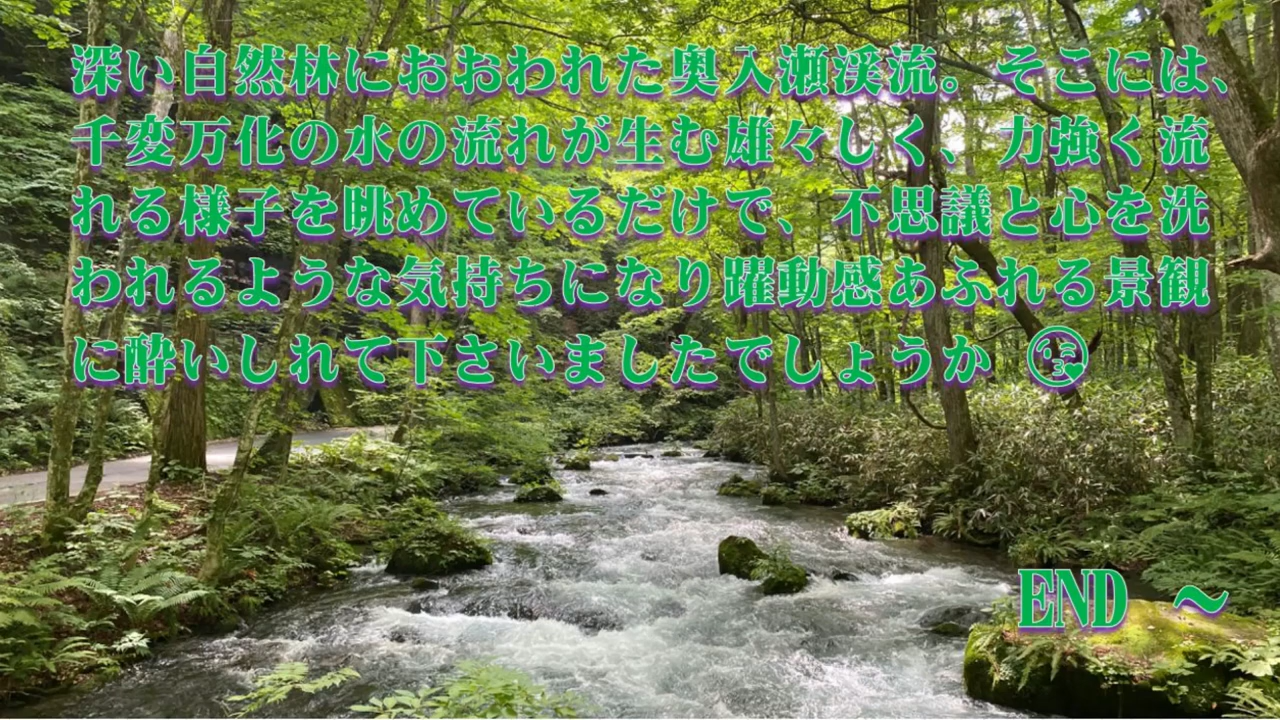 深い自然林におおわれた奥入瀬渓流。そこには、
千変万化の水の流れが生む雄々しく、力強く流
れる様子を眺めているだけで、不思議と心を洗
われるような気持ちになり躍動感あふれる景観
に酔いしれて下さいましたでしょうか 😘
END ～